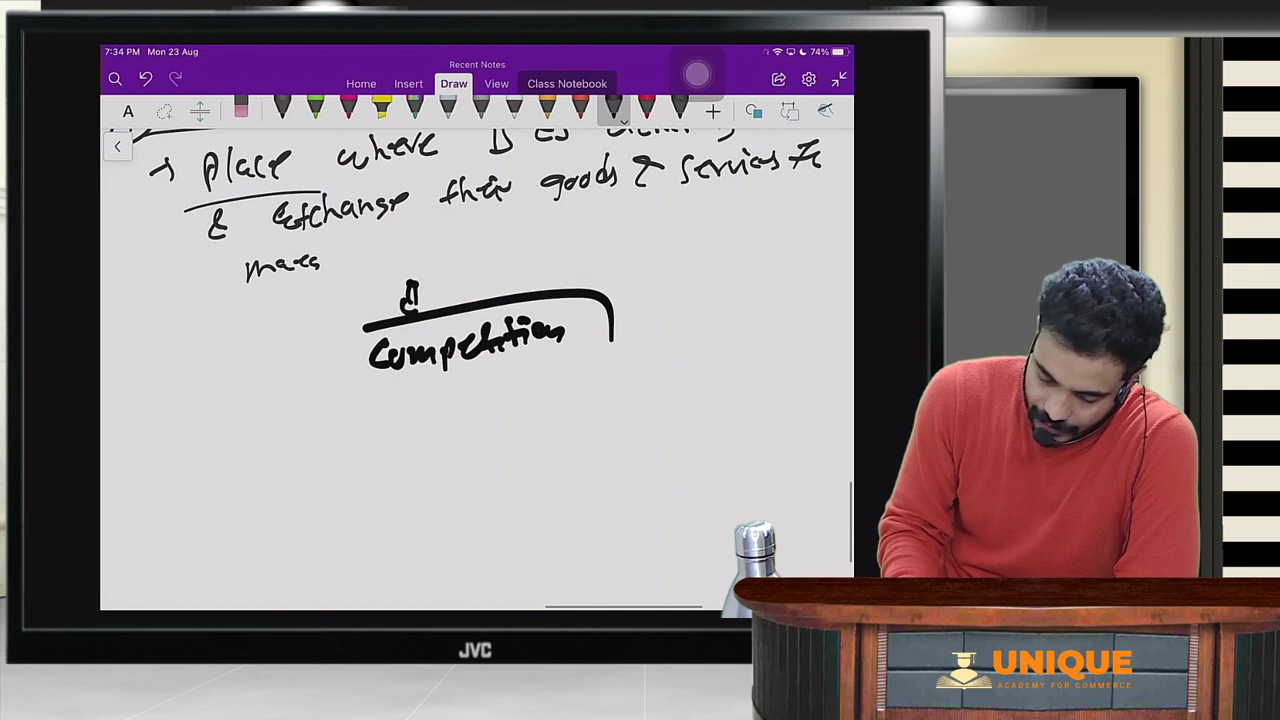 7:34 PM Mon 23 Aug
74%
Recent Notes
Home Insert Draw View Class Notebook
A
→ place where D
& exchange their goods & services
Competition
JVC
UNIQUE
ACADEMY FOR COMMERCE